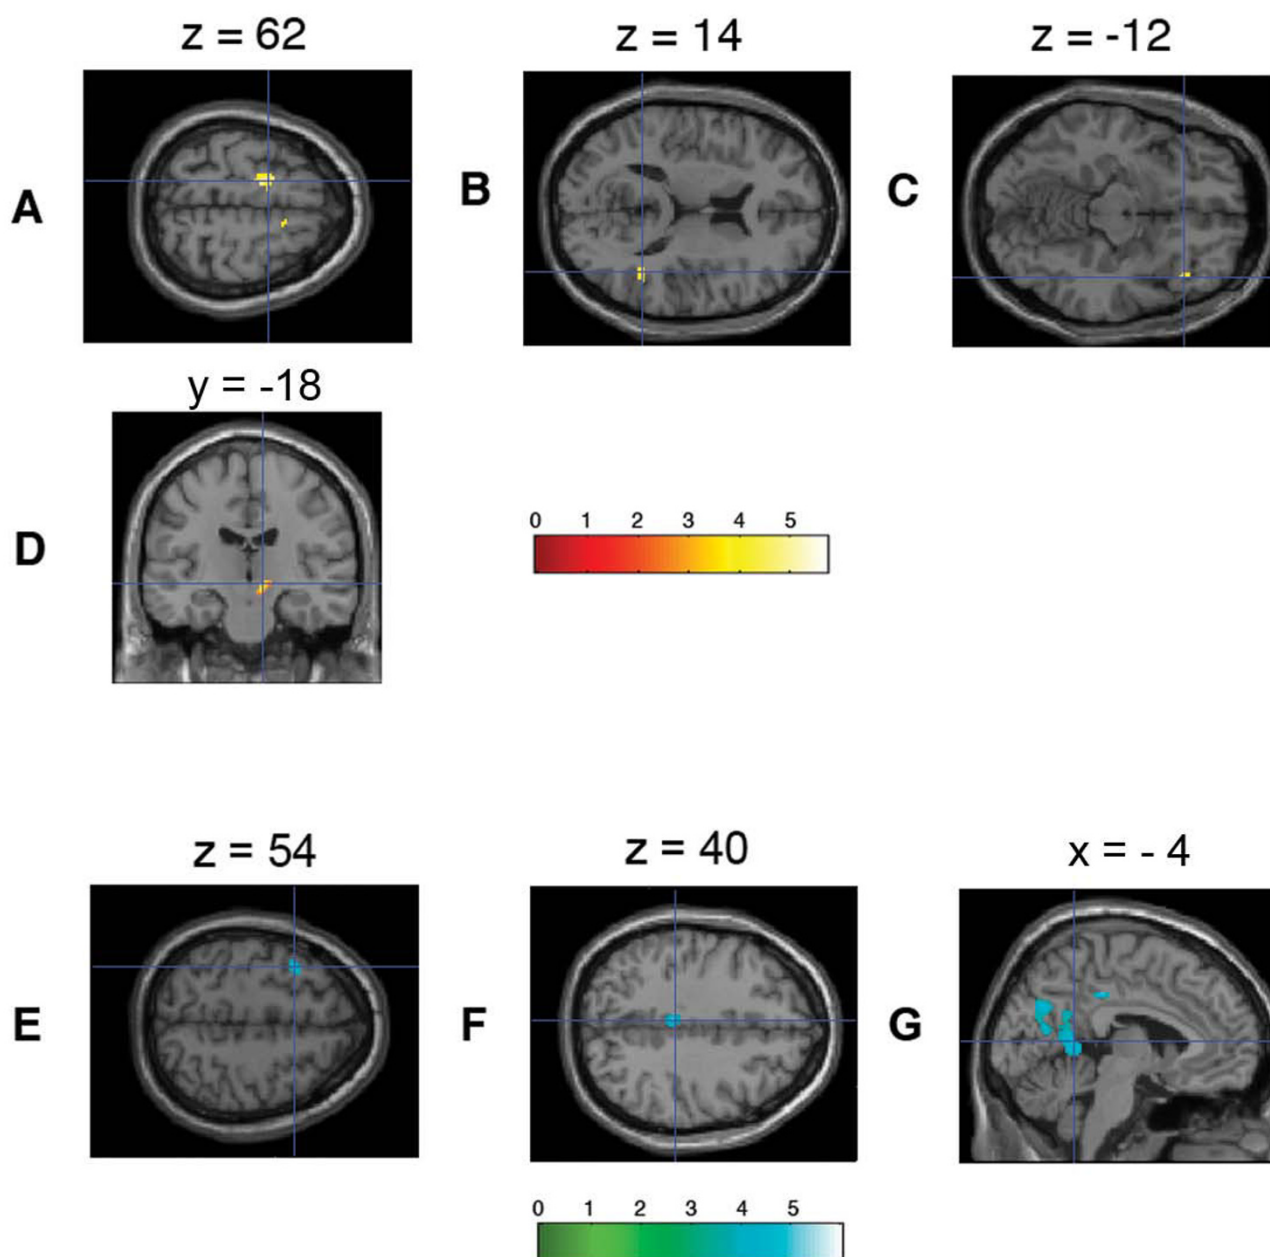 z = 62
z = 14
z = -12
A
B
C
y = -18
D
0 1 2 3 4 5
z = 54
z = 40
x = - 4
E
F
G
0 1 2 3 4 5